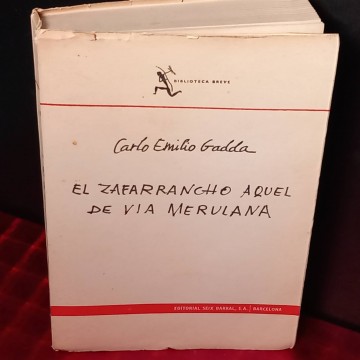 BIBLIOTECA BREVE
Carlo Emilio Gadda
EL ZAFARRANCHO AQUEL
DE VIA MERULANA
EDITORIAL SEIX BARRAL, S.A. / BARCELONA